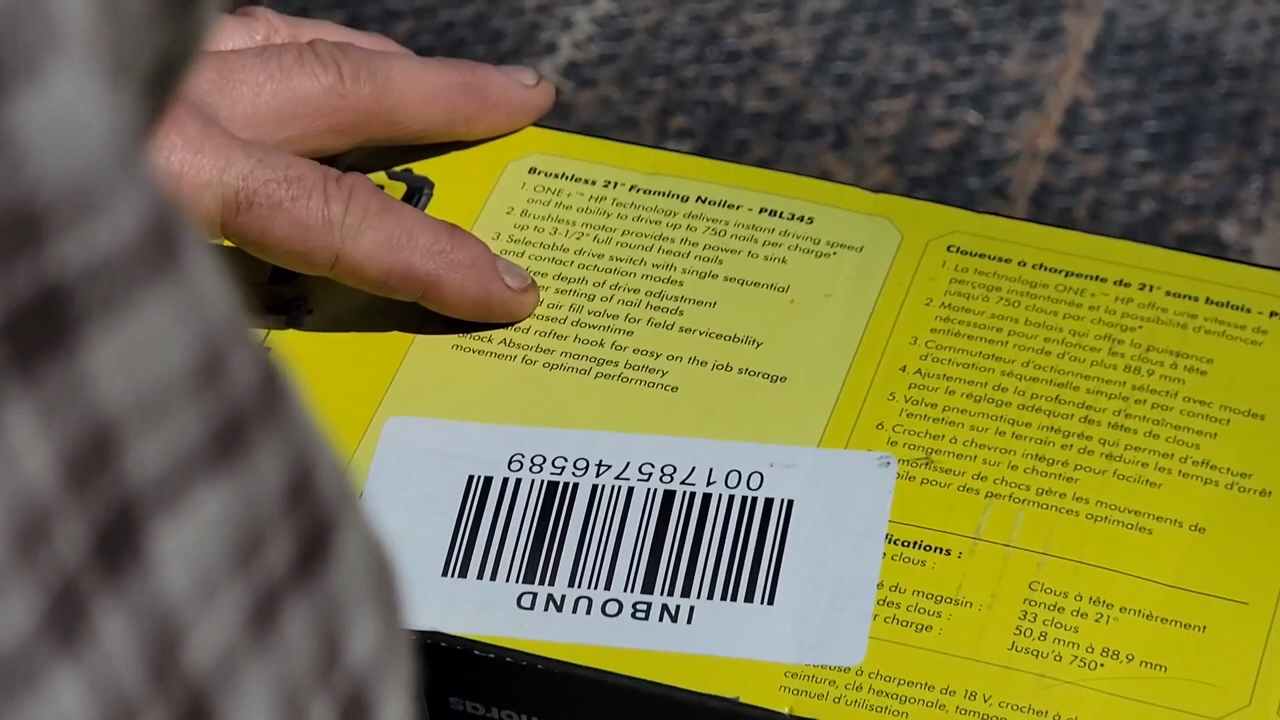 Brushless 21° Framing Nailer - PBL345
1. ONE+™ HP Technology delivers instant driving speed
and the ability to drive up to 750 nails per charge*
2. Brushless motor provides the power to sink
up to 3-1/2" full round head nails
3. Selectable drive switch with single sequential
and contact actuation modes
depth of drive adjustment
setting of nail heads
air fill valve for field serviceability
downtime
rafter hook for easy on the job storage
Shock Absorber manages battery
movement for optimal performance
Cloueuse à charpente de 21° sans balais -
1. La technologie ONE+™ HP offre une vitesse de
perçage instantanée et la possibilité d'enfoncer
jusqu'à 750 clous par charge*
2. Moteur sans balais qui offre la puissance
nécessaire pour enfoncer les clous à tête
entièrement ronde d'au plus 88,9 mm
3. Commutateur d'actionnement sélectif avec modes
d'activation séquentielle simple et par contact
4. Ajustement de la profondeur d'entraînement
pour le réglage adéquat des têtes de clous
5. Valve pneumatique intégrée qui permet d'effectuer
l'entretien sur le terrain et de réduire les temps d'arrêt
6. Crochet à chevron intégré pour faciliter
le rangement sur le chantier
mortisseur de chocs gère les mouvements de
pile pour des performances optimales
001785746589
INBOUND
ifications :
clous :
Clous à tête entièrement
ronde de 21°
du magasin :
33 clous
des clous :
50,8 mm à 88,9 mm
charge :
Jusqu'à 750*
à charpente de 18 V, crochet à
ceinture, clé hexagonale, tampon
manuel d'utilisation